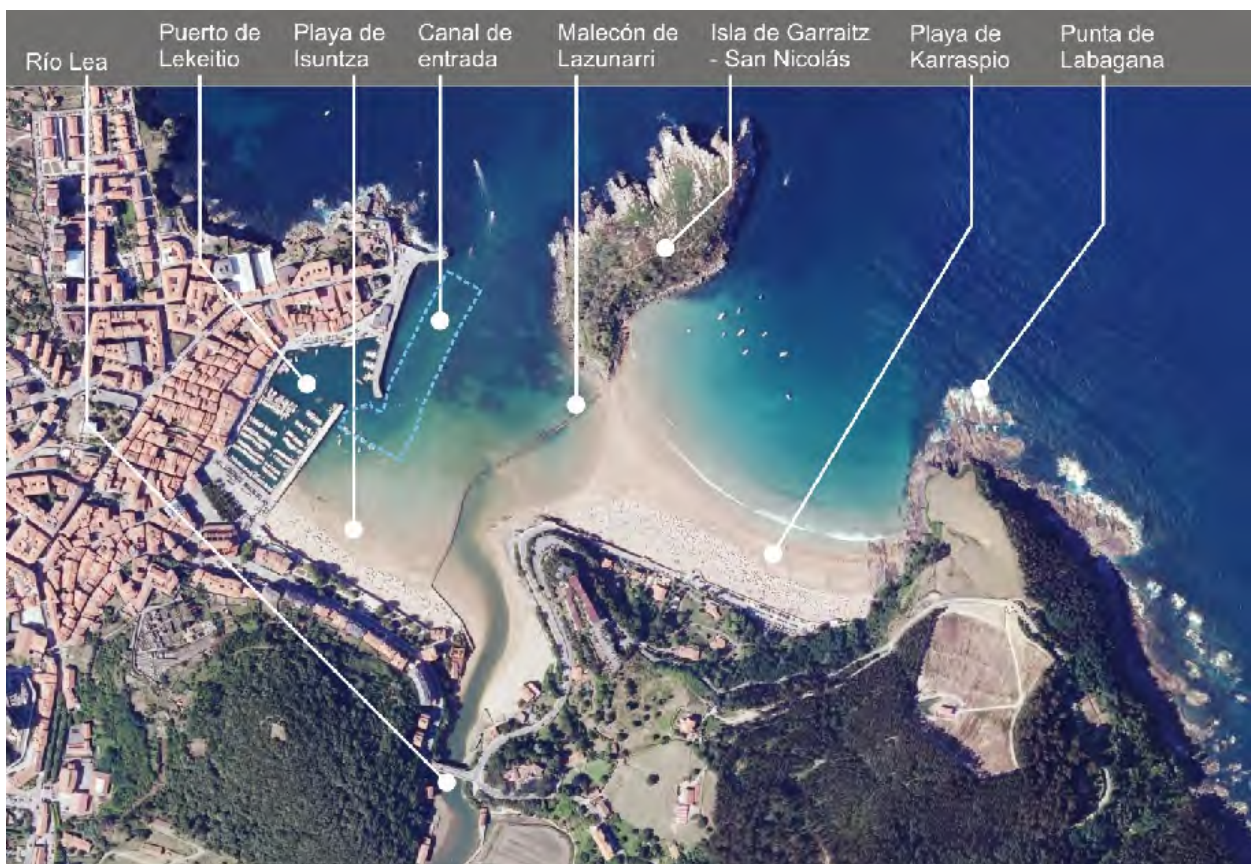 Río Lea
Puerto de
Lekeitio
Playa de
Isuntza
Canal de
entrada
Malecón de
Lazunarri
Isla de Garraitz
- San Nicolás
Playa de
Karraspio
Punta de
Labagana